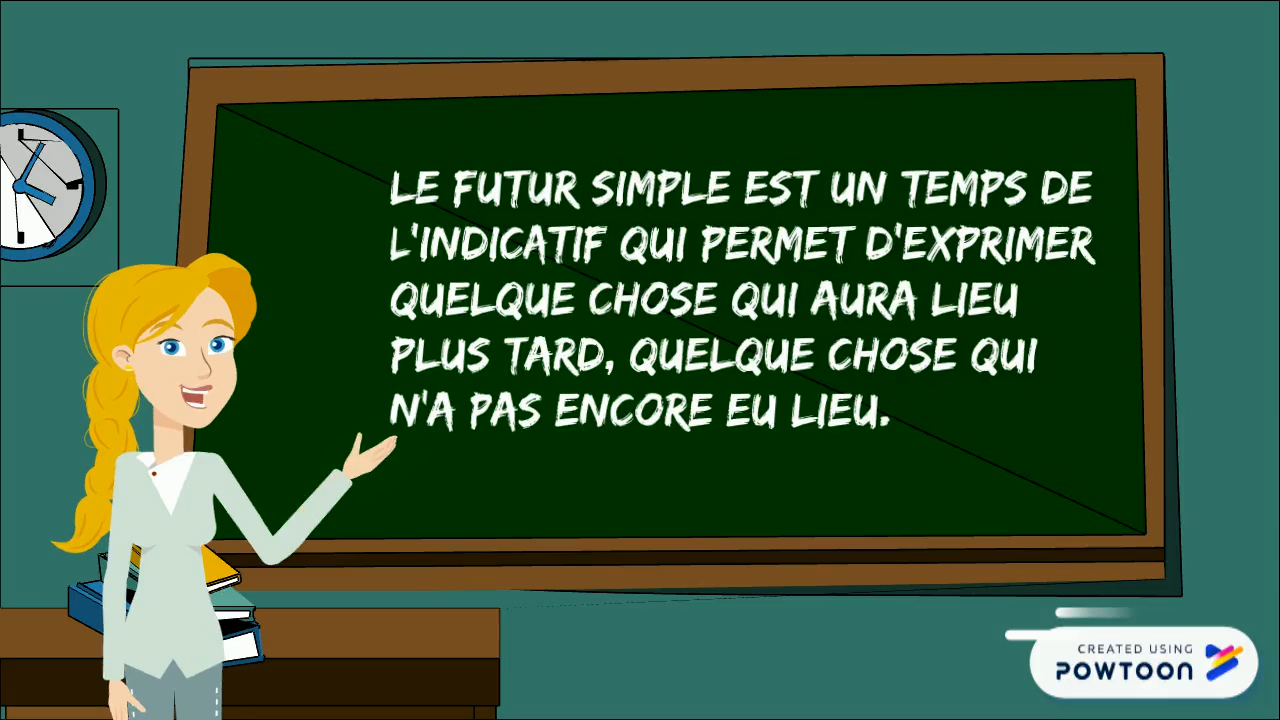 LE FUTUR SIMPLE EST UN TEMPS DE
L'INDICATIF QUI PERMET D'EXPRIMER
QUELQUE CHOSE QUI AURA LIEU
PLUS TARD, QUELQUE CHOSE QUI
N'A PAS ENCORE EU LIEU.
CREATED USING
POWTOON